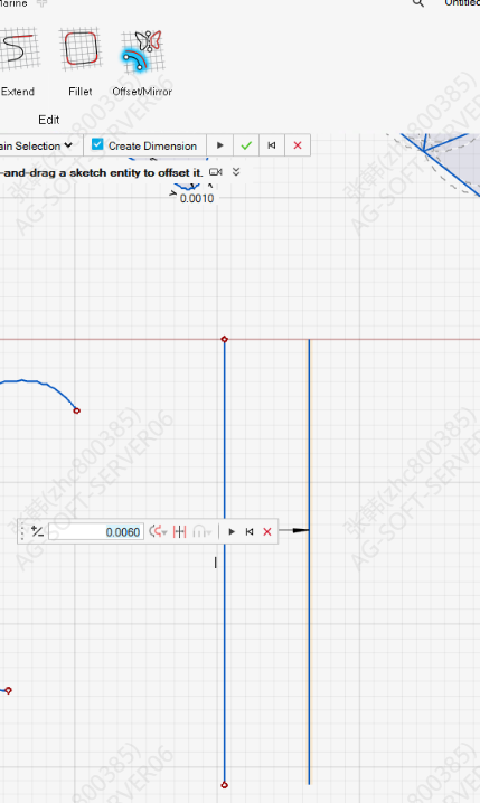 Marine
Untitled
Extend Fillet Offset/Mirror
Edit
ain Selection Create Dimension
-and-drag a sketch entity to offset it.
0.0010
0.0060
张韩(zhc800385)
AG-SOFT-SERVER06
张韩(zhc800385)
AG-SOFT-SERVER06
张韩(zhc800385)
AG-SOFT-SERVER06
张韩(zhc800385)
AG-SOFT-SERVER06
张韩(zhc800385)
AG-SOFT-SERVER06
张韩(zhc800385)
AG-SOFT-SERVER06